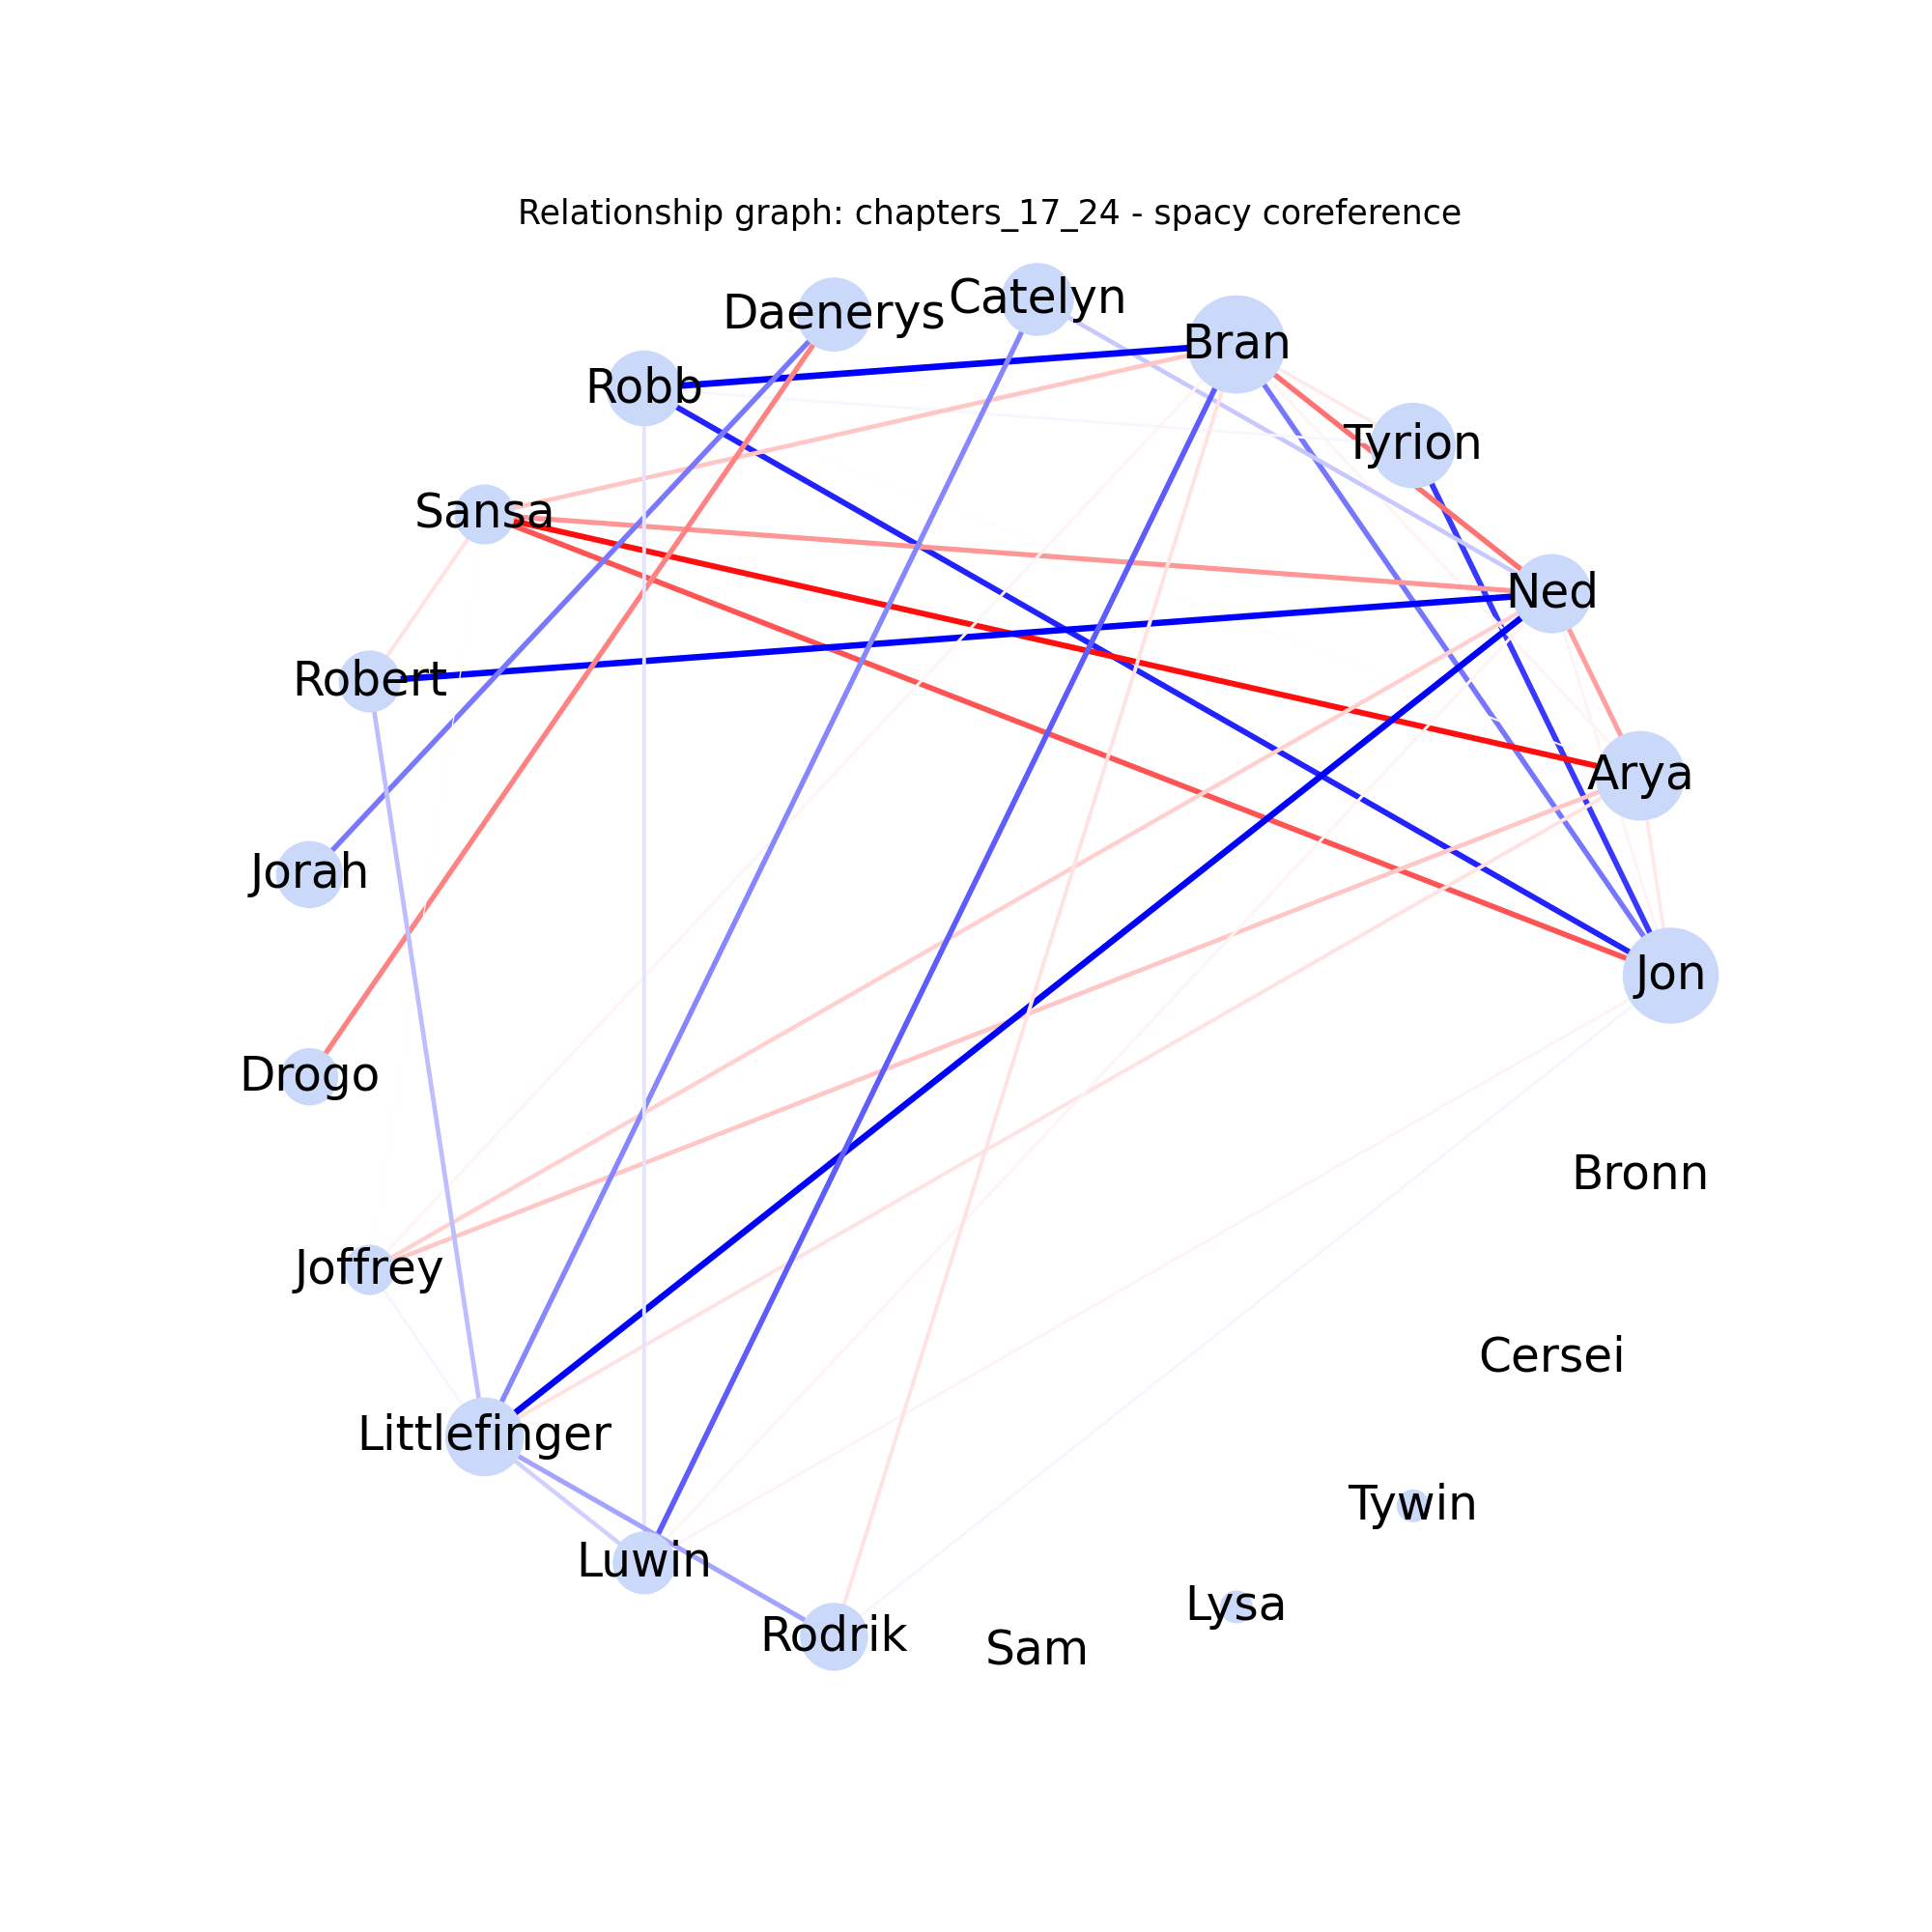 Relationship graph: chapters_17_24 - spacy coreference
Catelyn
Daenerys
Bran
Robb
Tyrion
Sansa
Ned
Robert
Arya
Jorah
Jon
Drogo
Bronn
Joffrey
Cersei
Littlefinger
Tywin
Luwin
Lysa
Rodrik
Sam